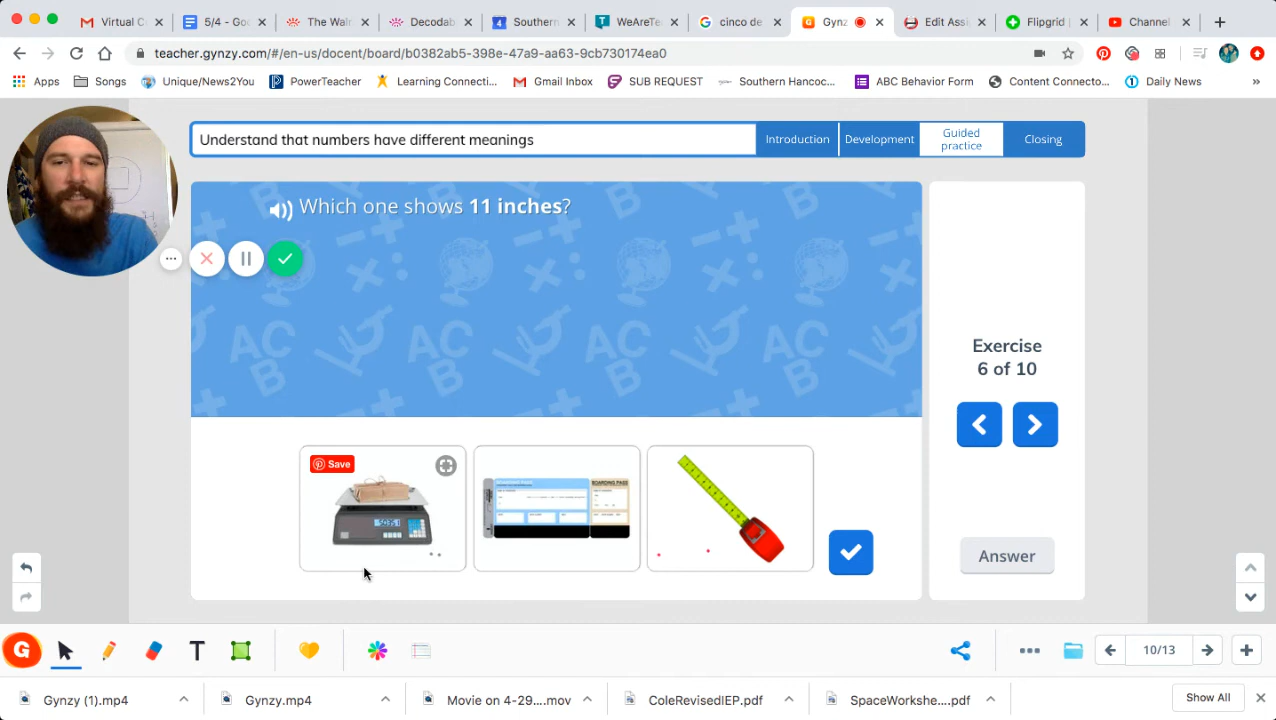 Virtual C
5/4 - Goo
The Walr
Decodab
Southern
WeAreTe
cinco de
Gynz
Edit Assig
Flipgrid |
Channel
teacher.gynzy.com/#/en-us/docent/board/b0382ab5-398e-47a9-aa63-9cb730174ea0
Apps
Songs
Unique/News2You
PowerTeacher
Learning Connecti...
Gmail Inbox
SUB REQUEST
Southern Hancoc...
ABC Behavior Form
Content Connecto...
Daily News
»
Understand that numbers have different meanings
Introduction
Development
Guided
practice
Closing
Which one shows 11 inches?
Exercise
6 of 10
Save
BOARDING PASS
Answer
G
T
10/13
Gynzy (1).mp4
Gynzy.mp4
Movie on 4-29....mov
ColeRevisedIEP.pdf
SpaceWorkshe....pdf
Show All